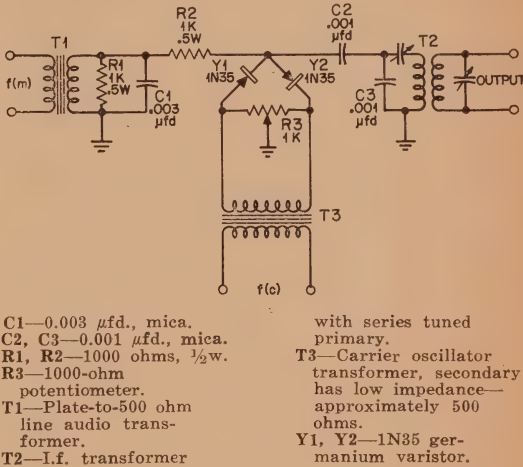 T1
f(m)
R1
1K
.5W
C1
.003
µfd
R2
1K
.5W
Y1
1N35
Y2
1N35
R3
1K
C2
.001
µfd
C3
.001
µfd
T2
OUTPUT
T3
f(c)
C1—0.003 µfd., mica.
C2, C3—0.001 µfd., mica.
R1, R2—1000 ohms, ½w.
R3—1000-ohm
potentiometer.
T1—Plate-to-500 ohm
line audio trans-
former.
T2—I.f. transformer
with series tuned
primary.
T3—Carrier oscillator
transformer, secondary
has low impedance—
approximately 500
ohms.
Y1, Y2—1N35 ger-
manium varistor.